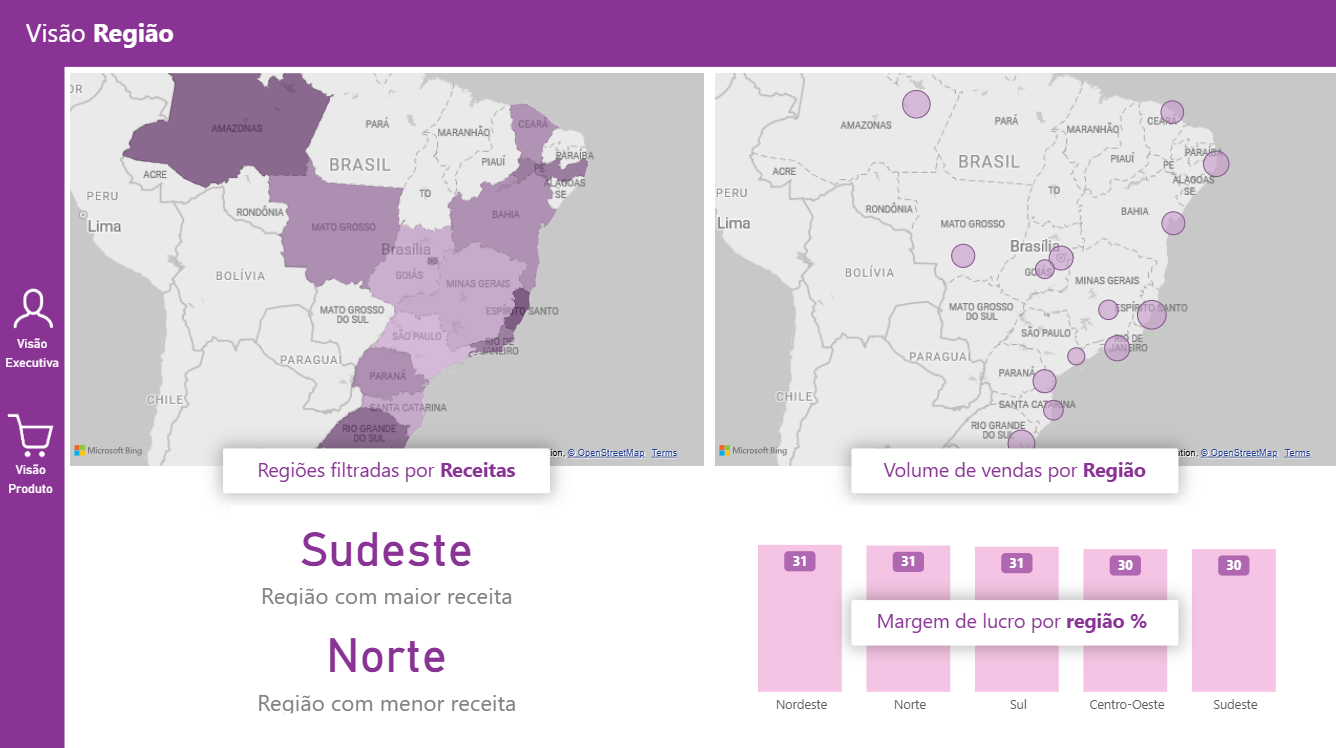 Visão Região
OR
AMAZONAS
PARÁ
MARANHÃO
CEARÁ
BRASIL
PIAUÍ
PARAÍBA
PE
ACRE
ALAGOAS
SE
PERU
TO
RONDÔNIA
BAHIA
Lima
MATO GROSSO
Brasília
BOLÍVIA
GOIÁS
MINAS GERAIS
MATO GROSSO
DO SUL
ESPÍRITO SANTO
SÃO PAULO
RIO DE
JANEIRO
PARAGUAI
PARANÁ
CHILE
SANTA CATARINA
RIO GRANDE
DO SUL
Microsoft Bing
© OpenStreetMap Terms
Regiões filtradas por Receitas
AMAZONAS
PARÁ
MARANHÃO
CEARÁ
BRASIL
PIAUÍ
PARAÍBA
PE
ACRE
ALAGOAS
SE
PERU
TO
RONDÔNIA
BAHIA
Lima
MATO GROSSO
Brasília
BOLÍVIA
GOIÁS
MINAS GERAIS
MATO GROSSO
DO SUL
ESPÍRITO SANTO
SÃO PAULO
RIO DE
JANEIRO
PARAGUAI
PARANÁ
CHILE
SANTA CATARINA
RIO GRANDE
DO SUL
Microsoft Bing
© OpenStreetMap Terms
Volume de vendas por Região
Visão
Executiva
Visão
Produto
Sudeste
Região com maior receita
Norte
Região com menor receita
31 31 31 30 30
Margem de lucro por região %
Nordeste Norte Sul Centro-Oeste Sudeste